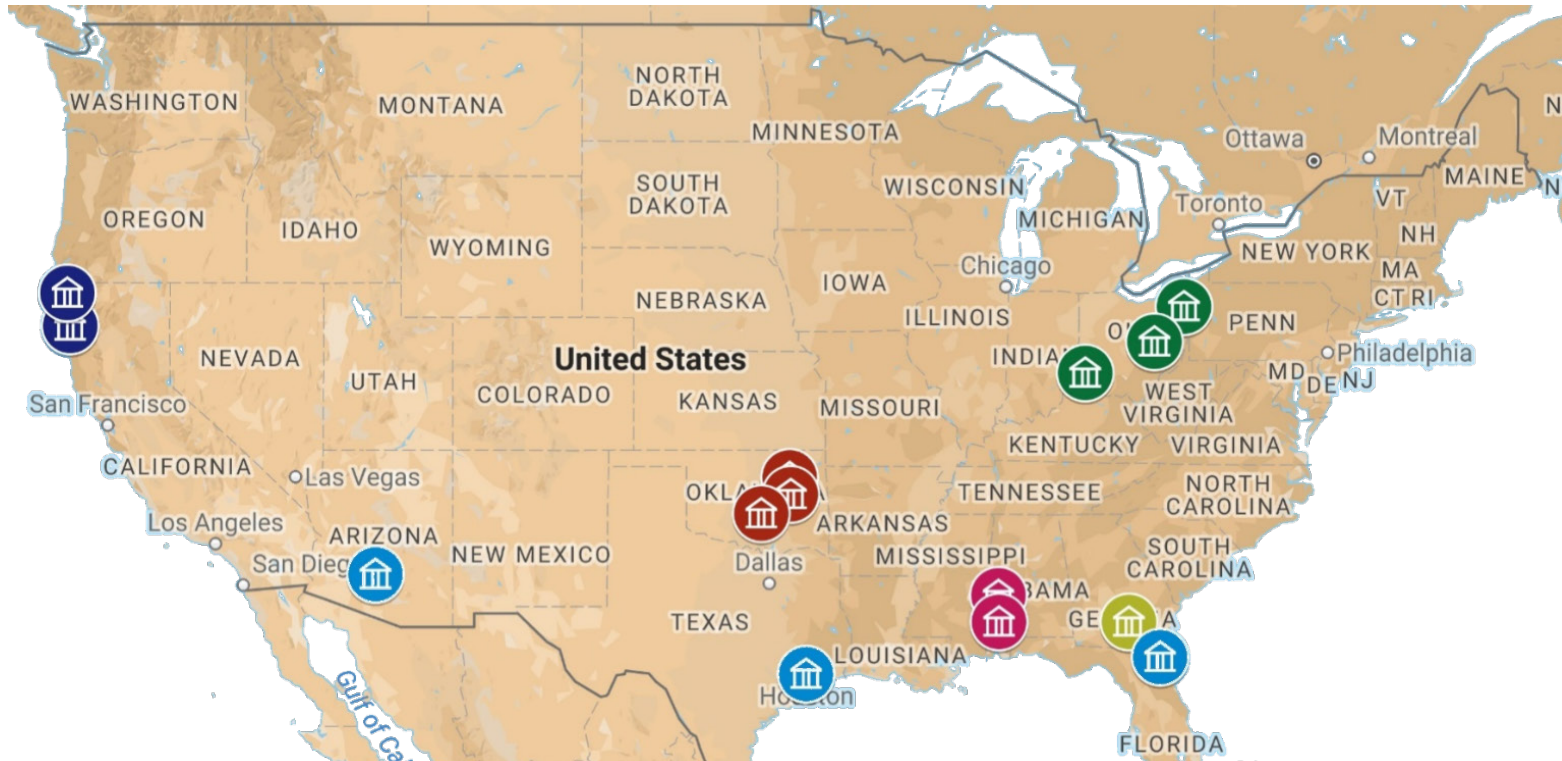 NORTH
DAKOTA
WASHINGTON
MONTANA
MINNESOTA
Ottawa
Montreal
N
SOUTH
DAKOTA
WISCONSIN
MAINE
N
VT
OREGON
IDAHO
MICHIGAN
Toronto
WYOMING
NH
NEW YORK
Chicago
MA
IOWA
NEBRASKA
CT RI
ILLINOIS
PENN
NEVADA
United States
INDIA
Philadelphia
UTAH
MD
DE
NJ
COLORADO
KANSAS
MISSOURI
WEST
VIRGINIA
San Francisco
KENTUCKY
VIRGINIA
CALIFORNIA
Las Vegas
OKLA
A
TENNESSEE
NORTH
CAROLINA
Los Angeles
ARKANSAS
ARIZONA
NEW MEXICO
MISSISSIPPI
SOUTH
CAROLINA
San Dieg
Dallas
BAMA
TEXAS
GE
A
LOUISIANA
Gulf of Ca
Ho ston
FLORIDA